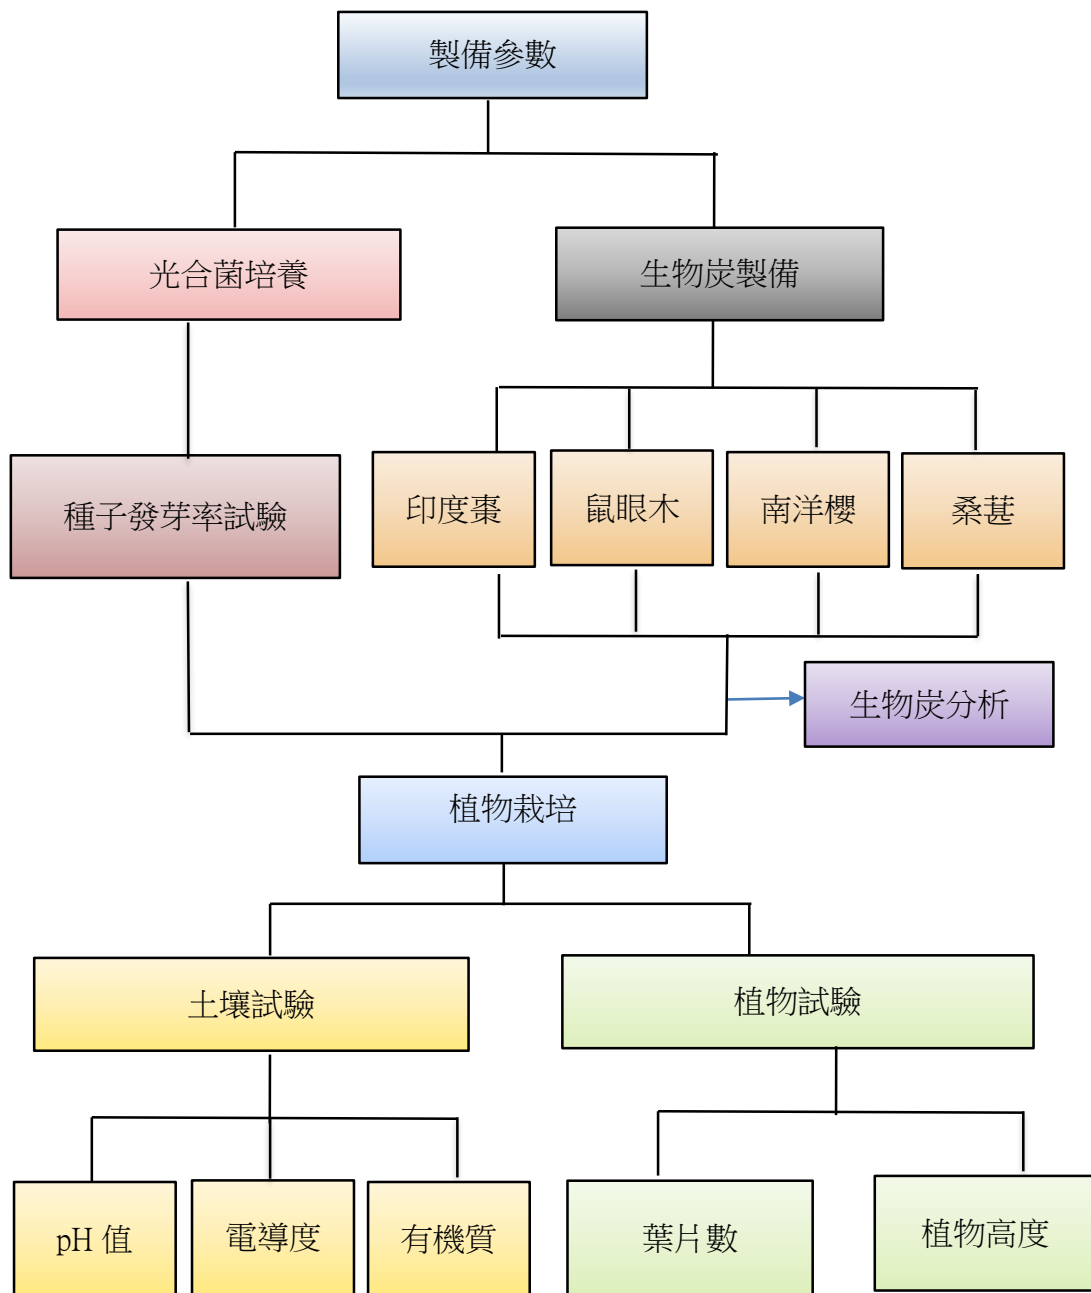 製備參數
光合菌培養
生物炭製備
種子發芽率試驗
印度棗
鼠眼木
南洋櫻
桑葚
生物炭分析
植物栽培
土壤試驗
植物試驗
pH 值
電導度
有機質
葉片數
植物高度